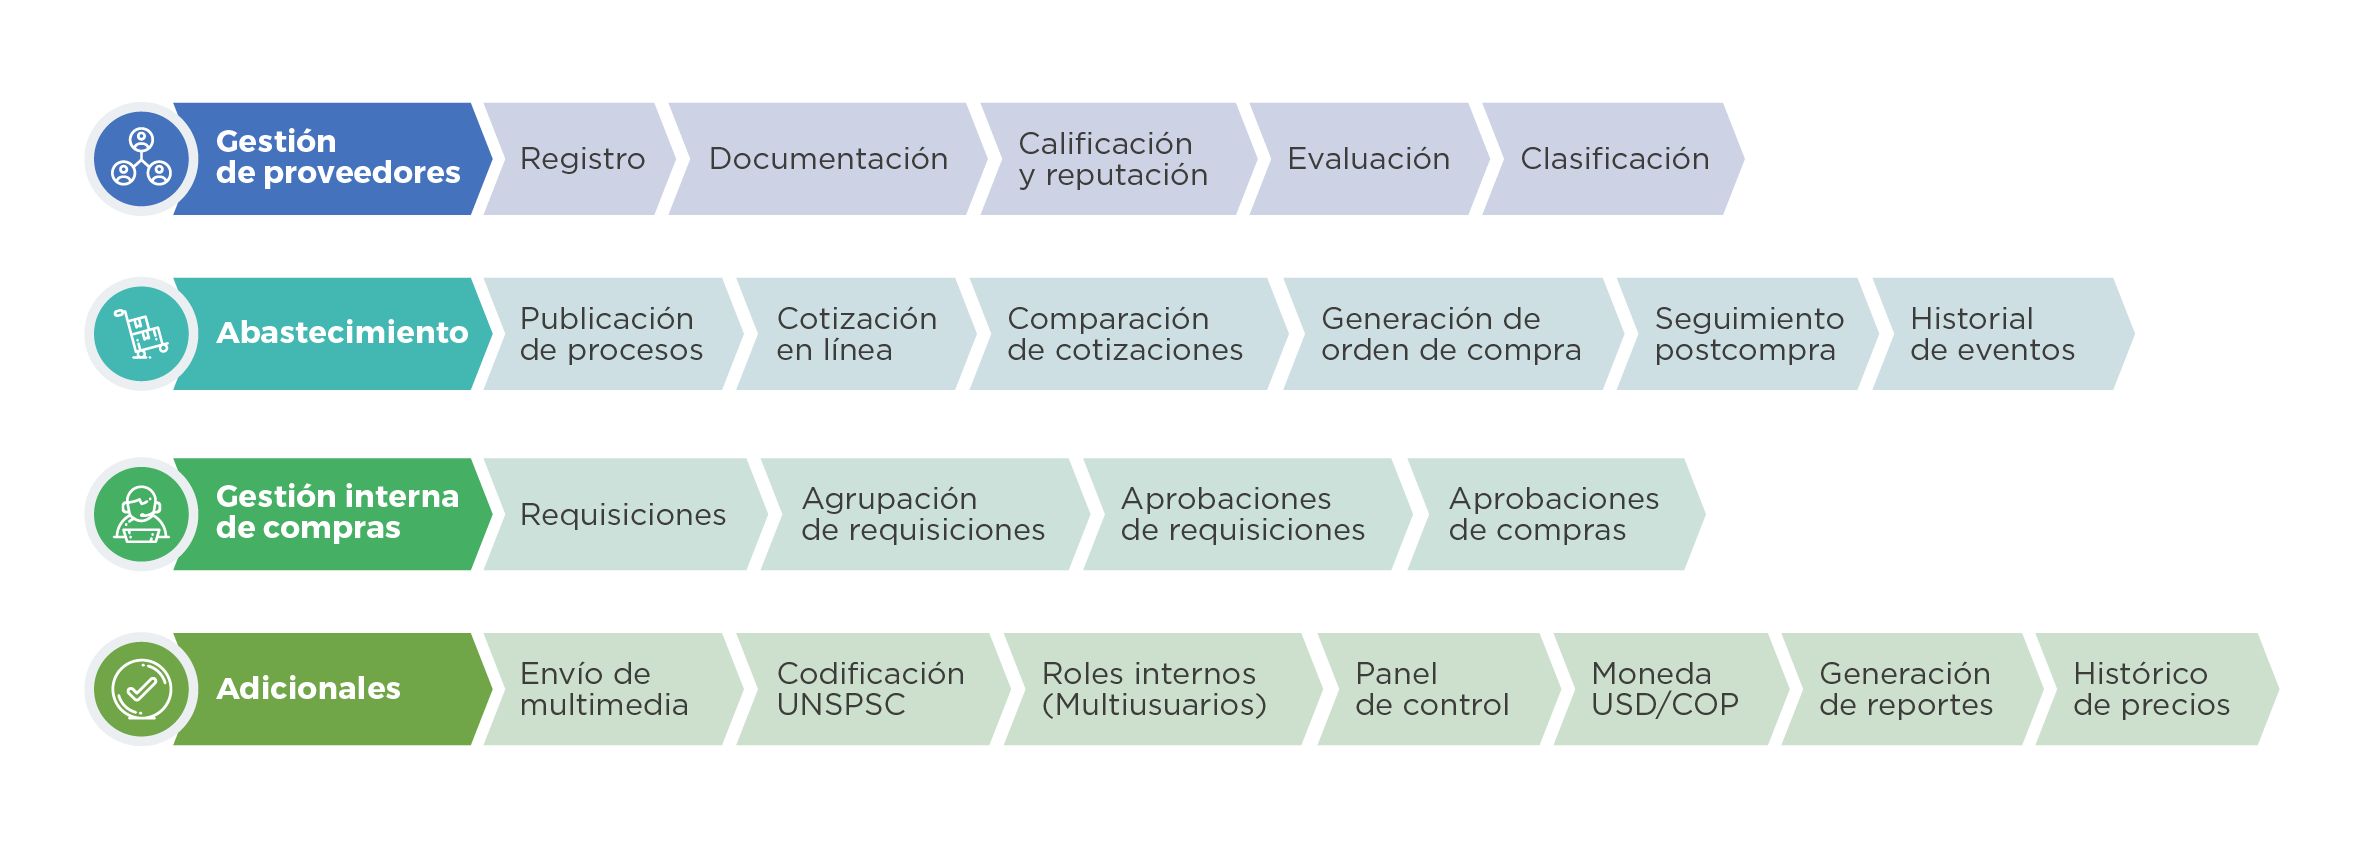 Gestión
de proveedores
Registro
Documentación
Calificación
y reputación
Evaluación
Clasificación
Abastecimiento
Publicación
de procesos
Cotización
en línea
Comparación
de cotizaciones
Generación de
orden de compra
Seguimiento
postcompra
Historial
de eventos
Gestión interna
de compras
Requisiciones
Agrupación
de requisiciones
Aprobaciones
de requisiciones
Aprobaciones
de compras
Adicionales
Envío de
multimedia
Codificación
UNSPSC
Roles internos
(Multiusuarios)
Panel
de control
Moneda
USD/COP
Generación
de reportes
Histórico
de precios